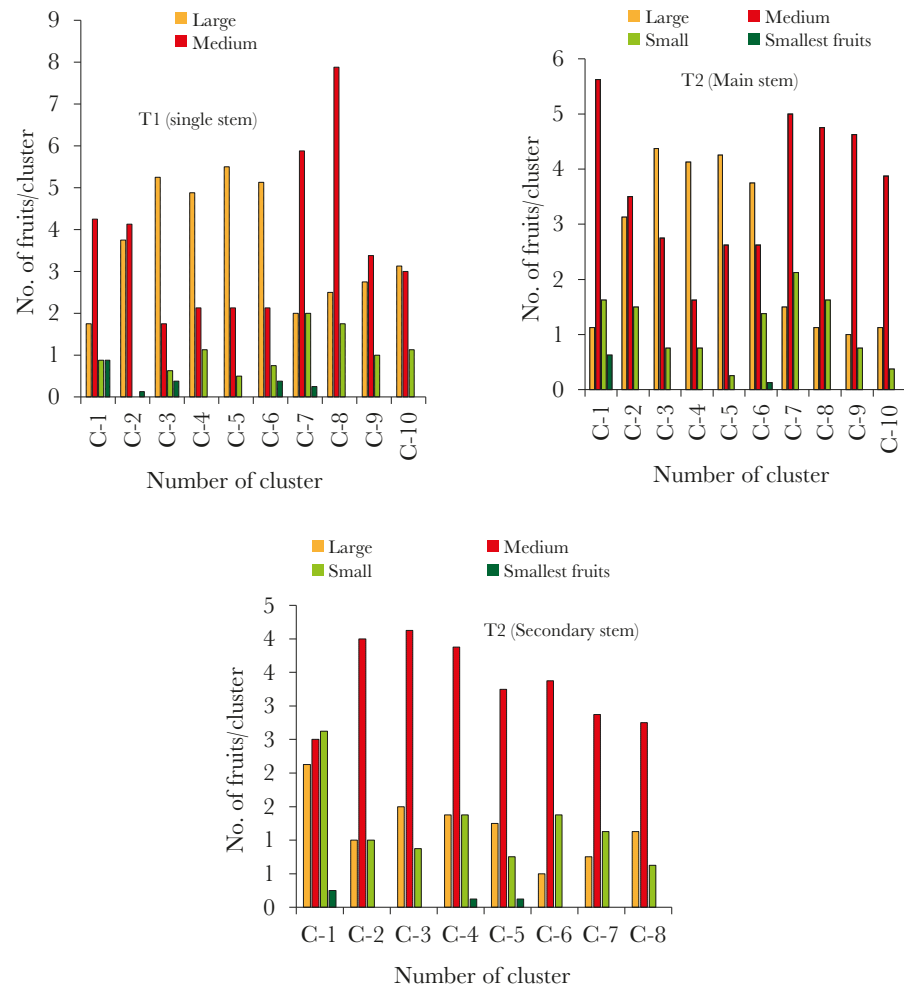 Large
Medium
T1 (single stem)
No. of fruits/cluster
9
8
7
6
5
4
3
2
1
0
C-1 C-2 C-3 C-4 C-5 C-6 C-7 C-8 C-9 C-10
Number of cluster
Large Medium
Small Smallest fruits
T2 (Main stem)
No. of fruits/cluster
6
5
4
3
2
1
0
C-1 C-2 C-3 C-4 C-5 C-6 C-7 C-8 C-9 C-10
Number of cluster
Large Medium
Small Smallest fruits
T2 (Secondary stem)
No. of fruits/cluster
5
4
4
3
3
2
2
1
1
0
C-1 C-2 C-3 C-4 C-5 C-6 C-7 C-8
Number of cluster